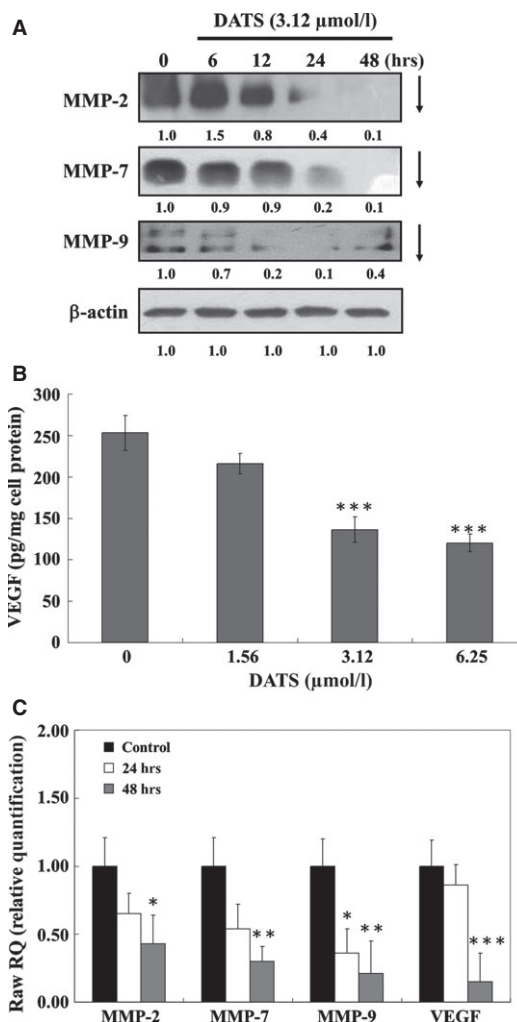 A
DATS (3.12 µmol/l)
0 6 12 24 48 (hrs)
MMP-2
1.0 1.5 0.8 0.4 0.1
MMP-7
1.0 0.9 0.9 0.2 0.1
MMP-9
1.0 0.7 0.2 0.1 0.4
β-actin
1.0 1.0 1.0 1.0 1.0
B
VEGF (pg/mg cell protein)
300
250
200
150
100
50
0
***
***
0 1.56 3.12 6.25
DATS (µmol/l)
C
Raw RQ (relative quantification)
2.00
1.50
1.00
0.50
0.00
Control
24 hrs
48 hrs
*
**
* **
***
MMP-2 MMP-7 MMP-9 VEGF